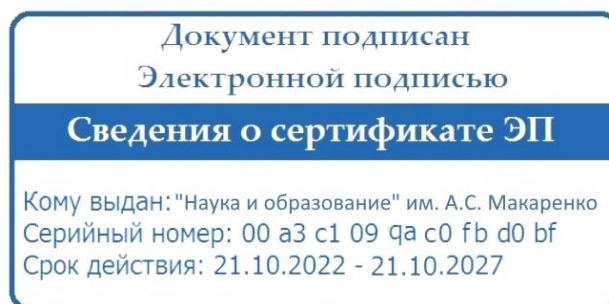 Документ подписан
Электронной подписью
Сведения о сертификате ЭП
Кому выдан: "Наука и образование" им. А.С. Макаренко
Серийный номер: 00 a3 c1 09 qa c0 fb d0 bf
Срок действия: 21.10.2022 - 21.10.2027